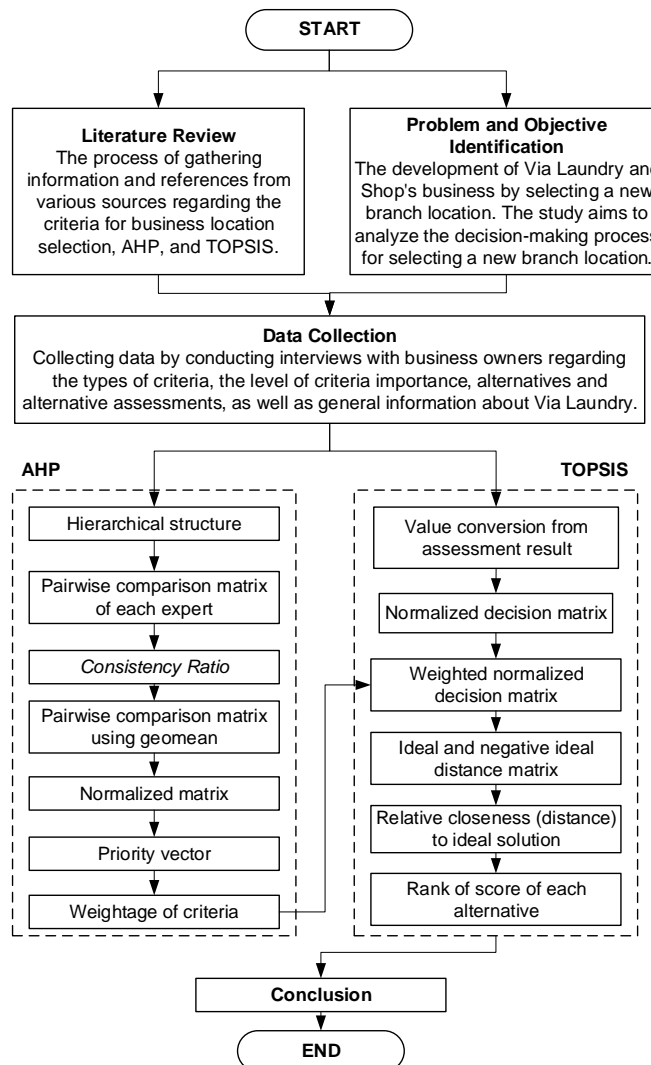 START
Literature Review
The process of gathering
information and references from
various sources regarding the
criteria for business location
selection, AHP, and TOPSIS.
Problem and Objective
Identification
The development of Via Laundry and
Shop's business by selecting a new
branch location. The study aims to
analyze the decision-making process
for selecting a new branch location.
Data Collection
Collecting data by conducting interviews with business owners regarding
the types of criteria, the level of criteria importance, alternatives and
alternative assessments, as well as general information about Via Laundry.
AHP
Hierarchical structure
Pairwise comparison matrix
of each expert
Consistency Ratio
Pairwise comparison matrix
using geomean
Normalized matrix
Priority vector
Weightage of criteria
TOPSIS
Value conversion from
assessment result
Normalized decision matrix
Weighted normalized
decision matrix
Ideal and negative ideal
distance matrix
Relative closeness (distance)
to ideal solution
Rank of score of each
alternative
Conclusion
END